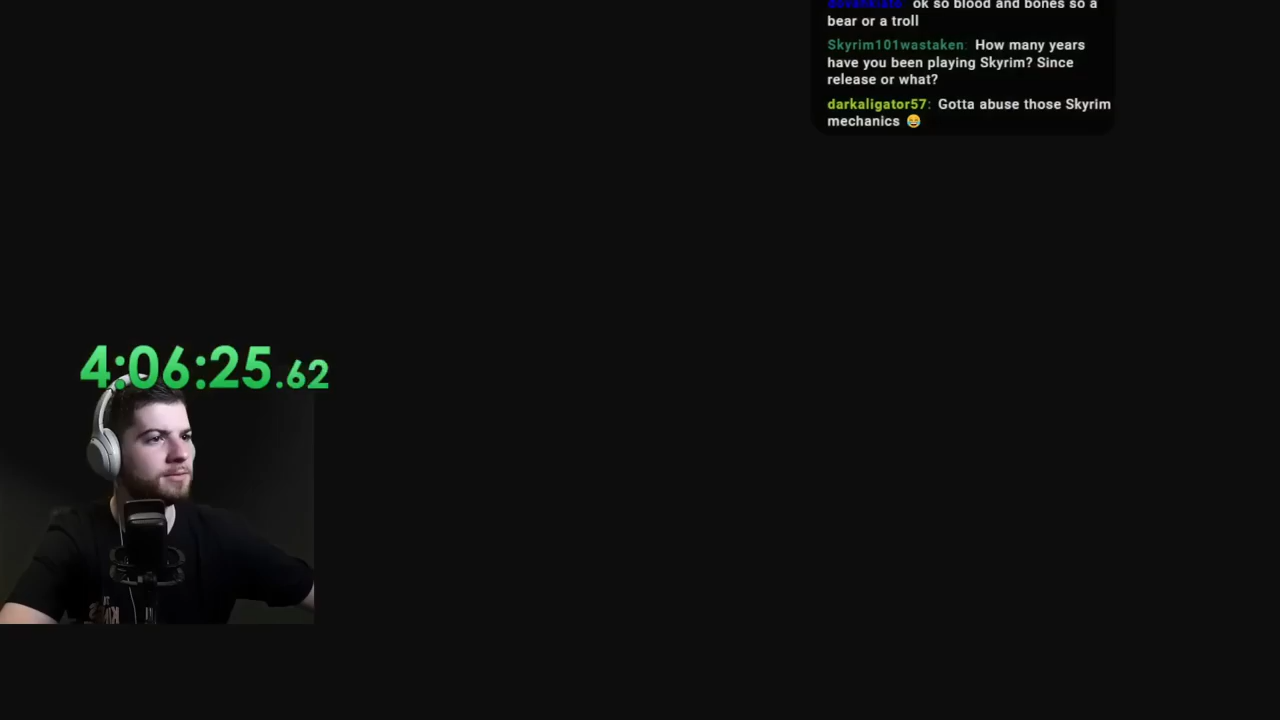 ok so blood and bones so a
bear or a troll
Skyrim101wastaken: How many years
have you been playing Skyrim? Since
release or what?
darkaligator57: Gotta abuse those Skyrim
mechanics 😂
4:06:25.62